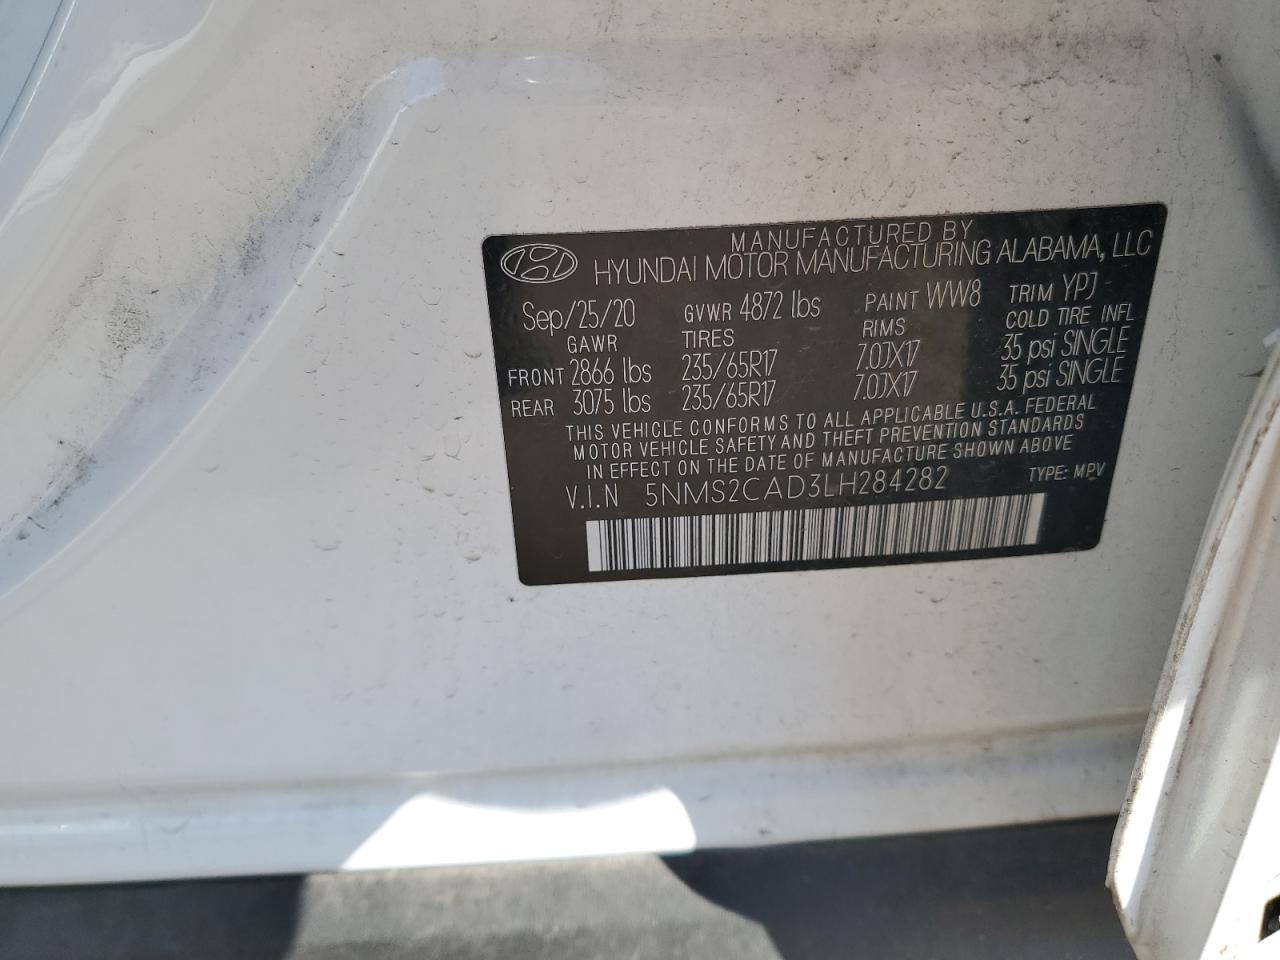 MANUFACTURED BY
HYUNDAI MOTOR MANUFACTURING ALABAMA, LLC
Sep/25/20 GVWR 4872 lbs PAINT WW8 TRIM YPJ
GAWR TIRES RIMS COLD TIRE INFL
FRONT 2866 lbs 235/65R17 7.0JX17 35 psi SINGLE
REAR 3075 lbs 235/65R17 7.0JX17 35 psi SINGLE
THIS VEHICLE CONFORMS TO ALL APPLICABLE U.S.A. FEDERAL
MOTOR VEHICLE SAFETY AND THEFT PREVENTION STANDARDS
IN EFFECT ON THE DATE OF MANUFACTURE SHOWN ABOVE
V.I.N 5NMS2CAD3LH284282 TYPE: MPV